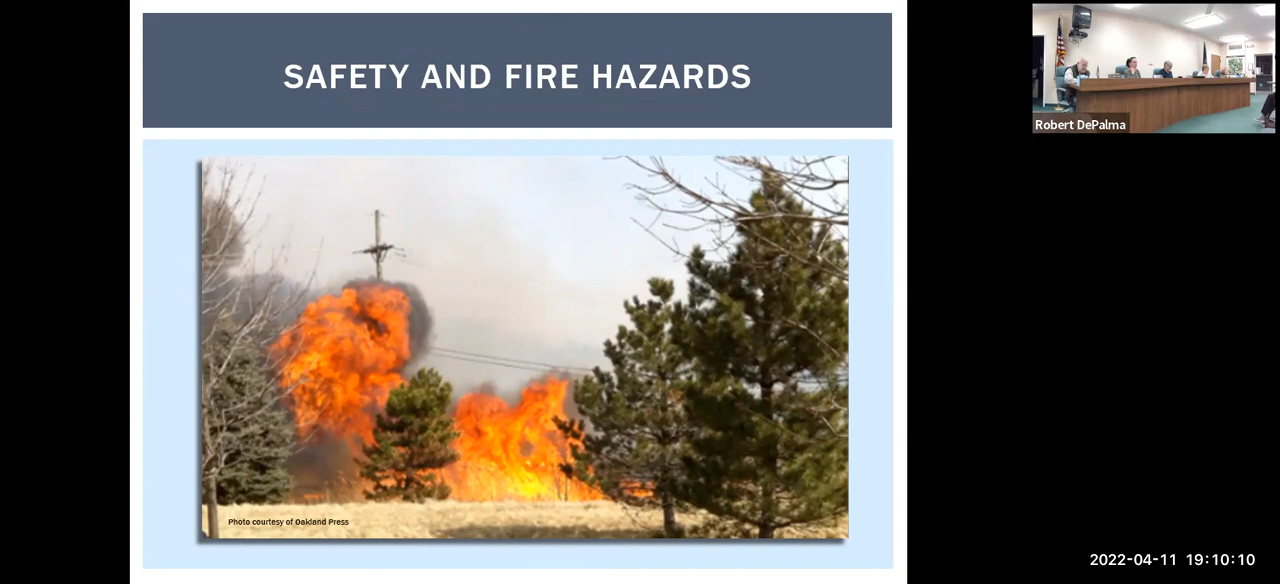 SAFETY AND FIRE HAZARDS
Robert DePalma
Photo courtesy of Oakland Press
2022-04-11 19:10:10